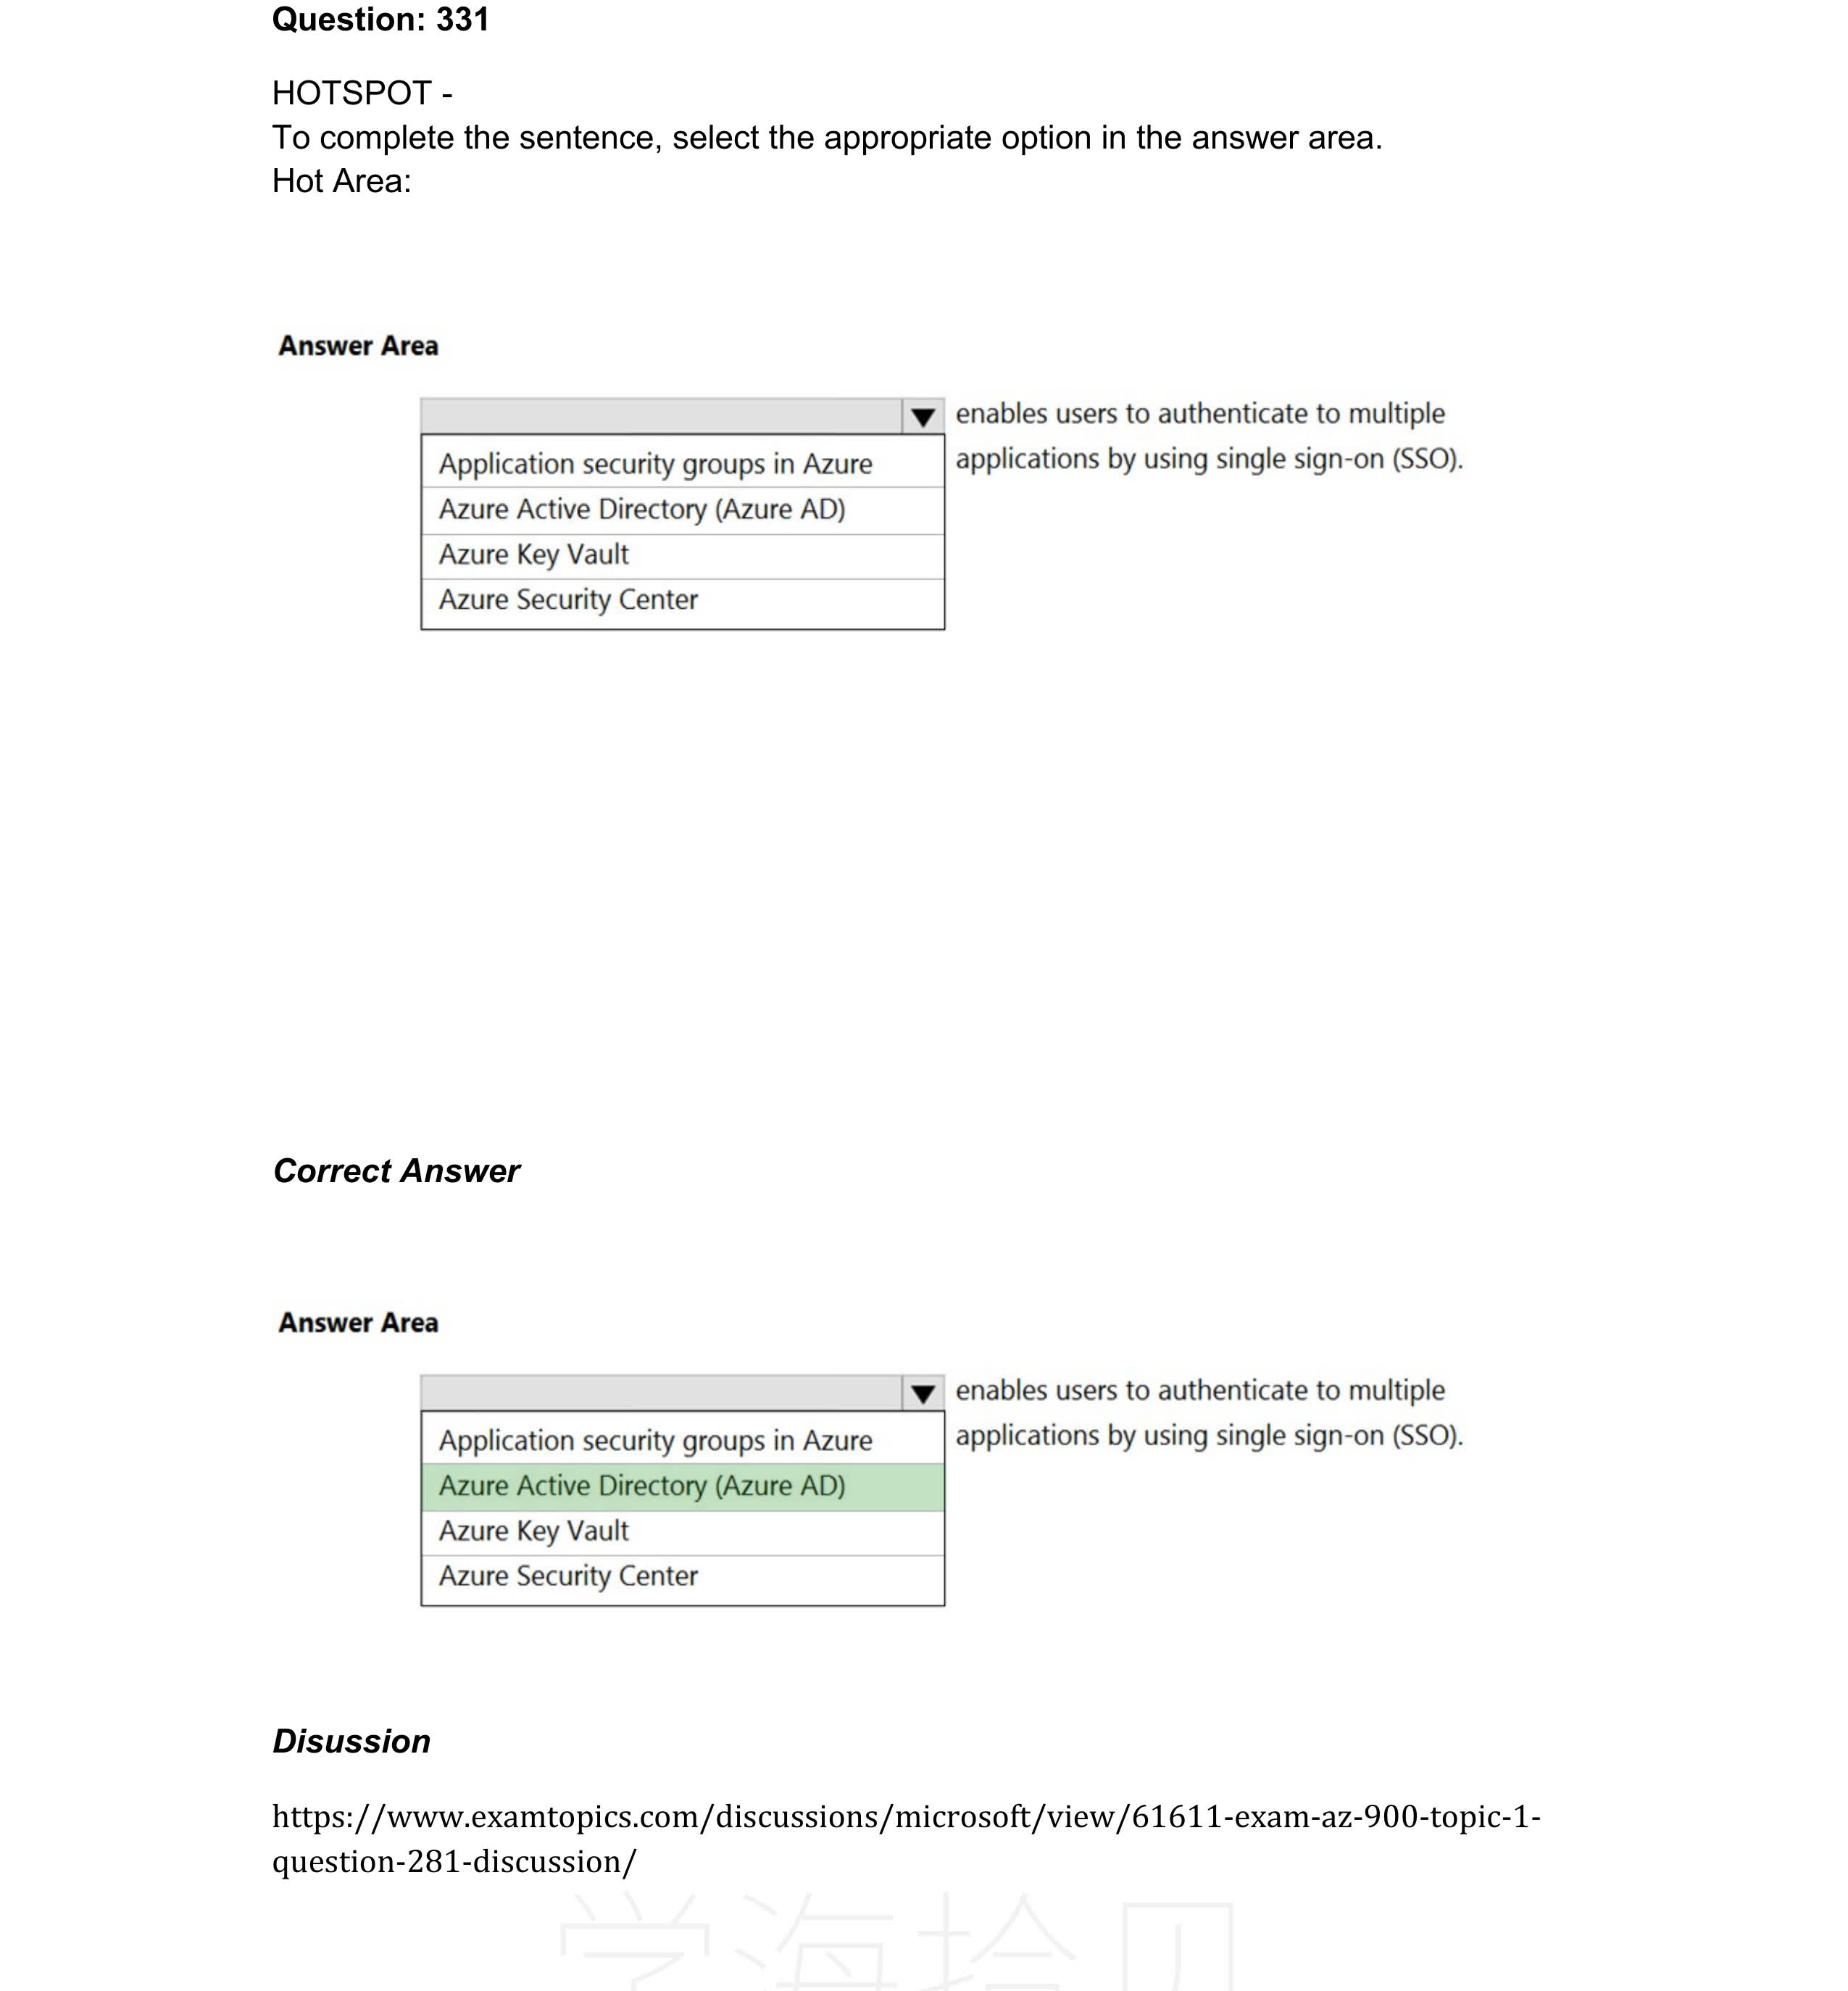 Question: 331
HOTSPOT -
To complete the sentence, select the appropriate option in the answer area.
Hot Area:
Answer Area
enables users to authenticate to multiple
applications by using single sign-on (SSO).
Application security groups in Azure
Azure Active Directory (Azure AD)
Azure Key Vault
Azure Security Center
Correct Answer
Answer Area
enables users to authenticate to multiple
applications by using single sign-on (SSO).
Application security groups in Azure
Azure Active Directory (Azure AD)
Azure Key Vault
Azure Security Center
Disussion
https://www.examtopics.com/discussions/microsoft/view/61611-exam-az-900-topic-1-
question-281-discussion/
学海拾贝